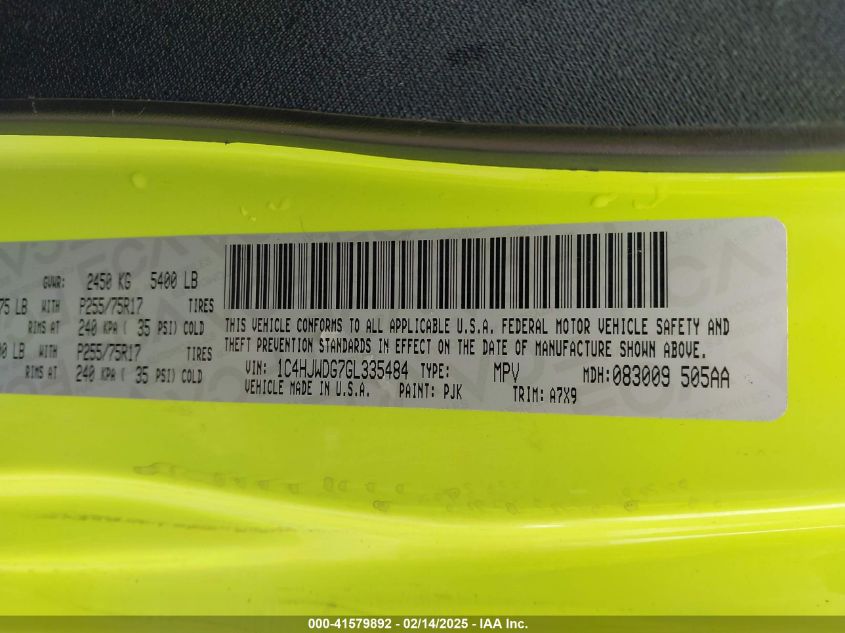 GVWR: 2450 KG 5400 LB
75 LB WITH P255/75R17 TIRES
RIMS AT 240 KPA ( 35 PSI) COLD
00 LB WITH P255/75R17 TIRES
RIMS AT 240 KPA ( 35 PSI) COLD
THIS VEHICLE CONFORMS TO ALL APPLICABLE U.S.A. FEDERAL MOTOR VEHICLE SAFETY AND
THEFT PREVENTION STANDARDS IN EFFECT ON THE DATE OF MANUFACTURE SHOWN ABOVE.
VIN: 1C4HJWDG7GL335484 TYPE: MPV MDH:083009 505AA
VEHICLE MADE IN U.S.A. PAINT: PJK TRIM: A7X9
000-41579892 - 02/14/2025 - IAA Inc.